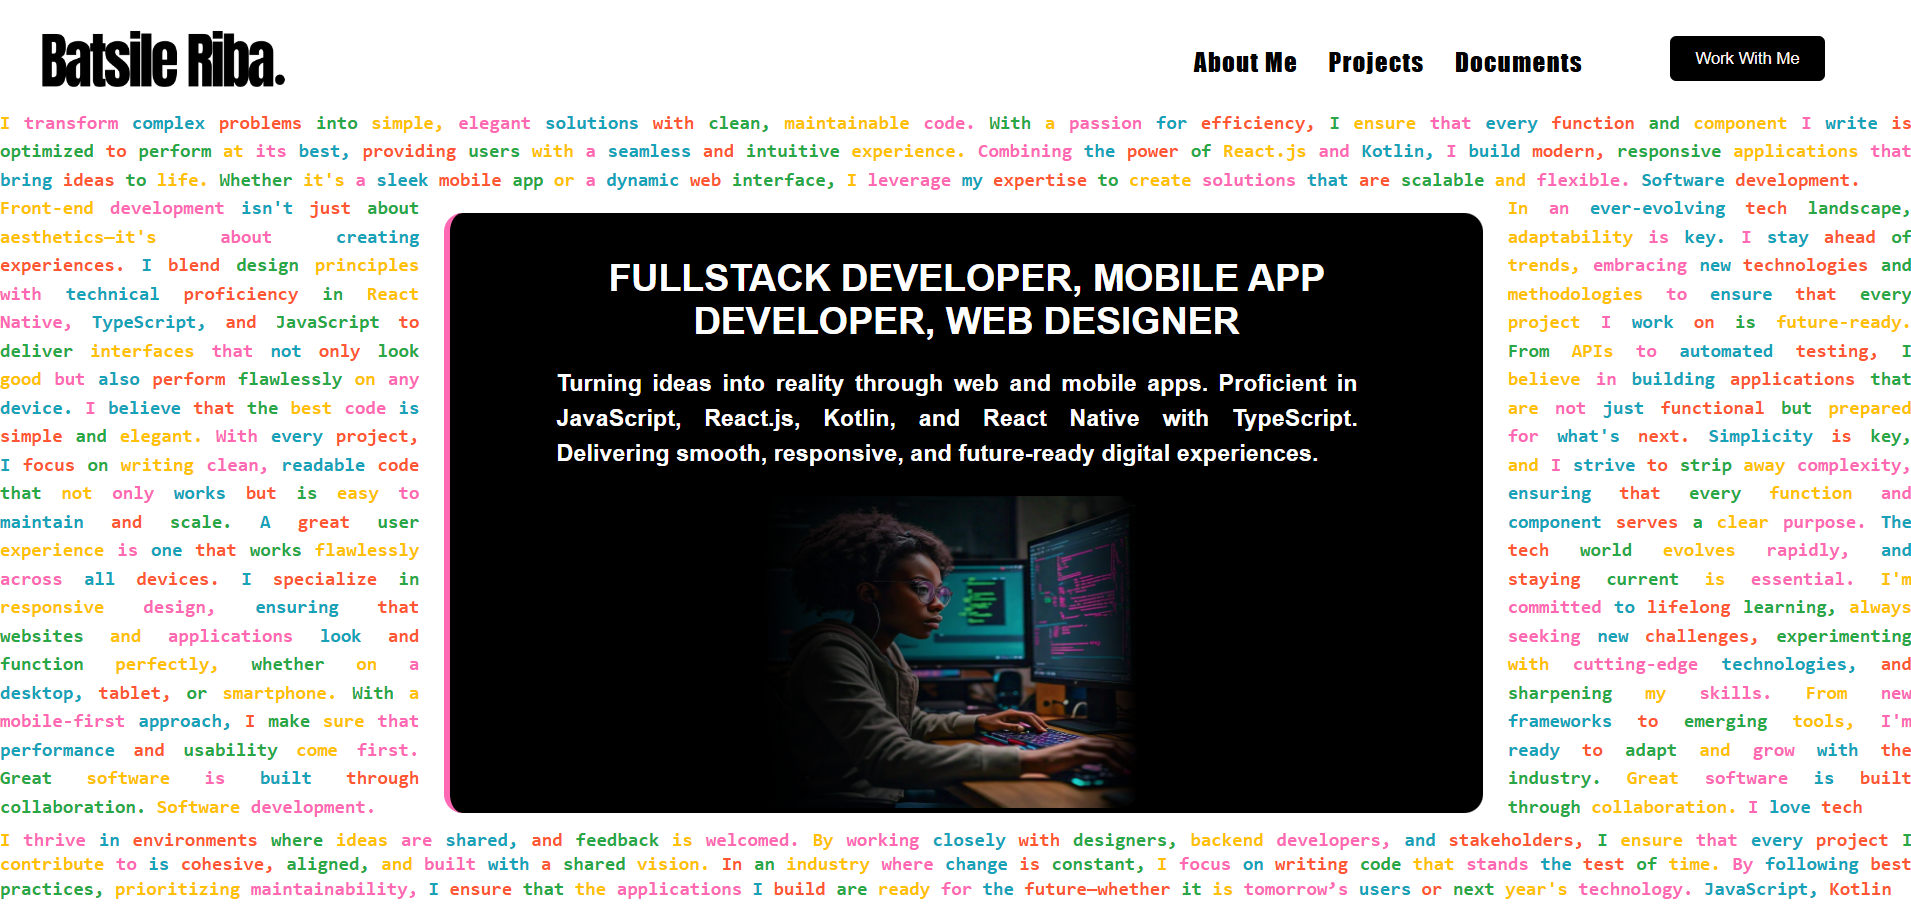 Batsile Riba.
About Me Projects Documents Work With Me
I transform complex problems into simple, elegant solutions with clean, maintainable code. With a passion for efficiency, I ensure that every function and component I write is
optimized to perform at its best, providing users with a seamless and intuitive experience. Combining the power of React.js and Kotlin, I build modern, responsive applications that
bring ideas to life. Whether it's a sleek mobile app or a dynamic web interface, I leverage my expertise to create solutions that are scalable and flexible. Software development.
Front-end development isn't just about
aesthetics—it's about creating
experiences. I blend design principles
with technical proficiency in React
Native, TypeScript, and JavaScript to
deliver interfaces that not only look
good but also perform flawlessly on any
device. I believe that the best code is
simple and elegant. With every project,
I focus on writing clean, readable code
that not only works but is easy to
maintain and scale. A great user
experience is one that works flawlessly
across all devices. I specialize in
responsive design, ensuring that
websites and applications look and
function perfectly, whether on a
desktop, tablet, or smartphone. With a
mobile-first approach, I make sure that
performance and usability come first.
Great software is built through
collaboration. Software development.
FULLSTACK DEVELOPER, MOBILE APP
DEVELOPER, WEB DESIGNER
Turning ideas into reality through web and mobile apps. Proficient in
JavaScript, React.js, Kotlin, and React Native with TypeScript.
Delivering smooth, responsive, and future-ready digital experiences.
In an ever-evolving tech landscape,
adaptability is key. I stay ahead of
trends, embracing new technologies and
methodologies to ensure that every
project I work on is future-ready.
From APIs to automated testing, I
believe in building applications that
are not just functional but prepared
for what's next. Simplicity is key,
and I strive to strip away complexity,
ensuring that every function and
component serves a clear purpose. The
tech world evolves rapidly, and
staying current is essential. I'm
committed to lifelong learning, always
seeking new challenges, experimenting
with cutting-edge technologies, and
sharpening my skills. From new
frameworks to emerging tools, I'm
ready to adapt and grow with the
industry. Great software is built
through collaboration. I love tech
I thrive in environments where ideas are shared, and feedback is welcomed. By working closely with designers, backend developers, and stakeholders, I ensure that every project I
contribute to is cohesive, aligned, and built with a shared vision. In an industry where change is constant, I focus on writing code that stands the test of time. By following best
practices, prioritizing maintainability, I ensure that the applications I build are ready for the future—whether it is tomorrow’s users or next year's technology. JavaScript, Kotlin